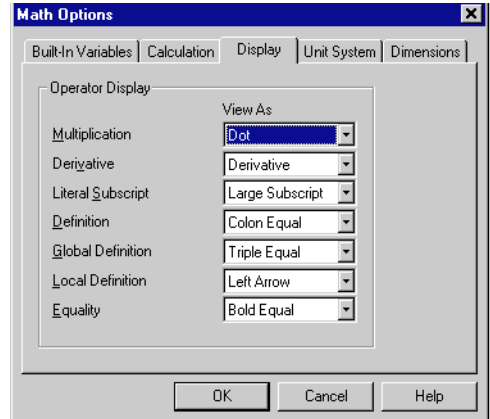 Math Options
Built-In Variables Calculation Display Unit System Dimensions
Operator Display
View As
Multiplication Dot
Derivative Derivative
Literal Subscript Large Subscript
Definition Colon Equal
Global Definition Triple Equal
Local Definition Left Arrow
Equality Bold Equal
OK Cancel Help